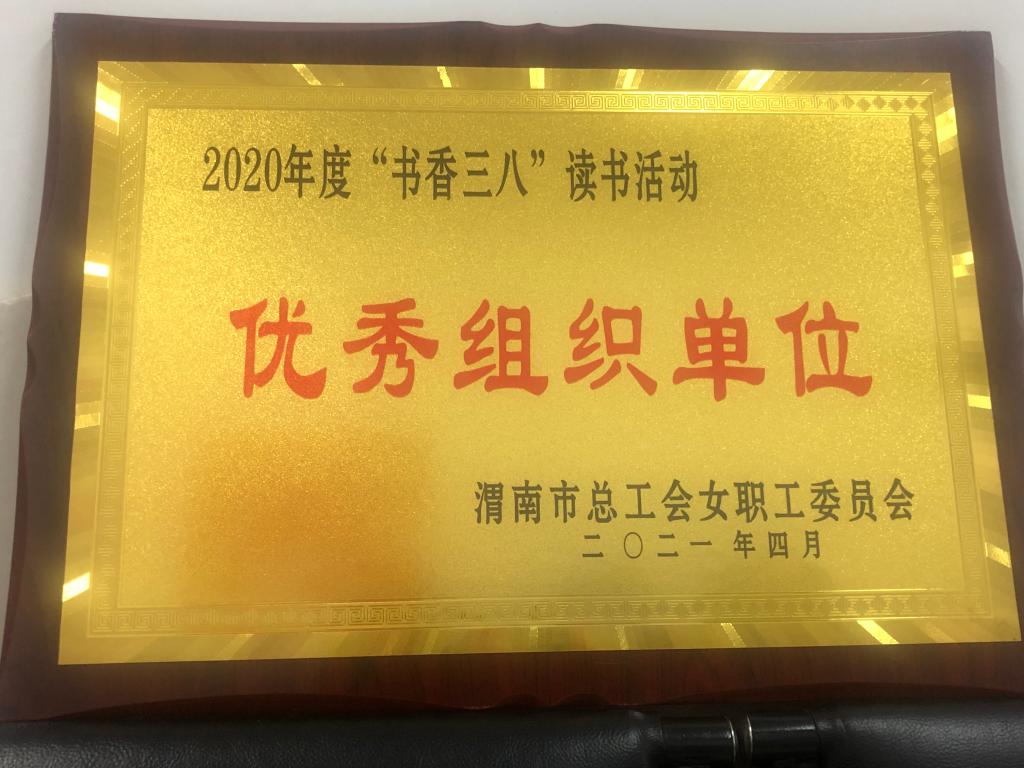 2020年度“书香三八”读书活动
优秀组织单位
渭南市总工会女职工委员会
二〇二一年四月